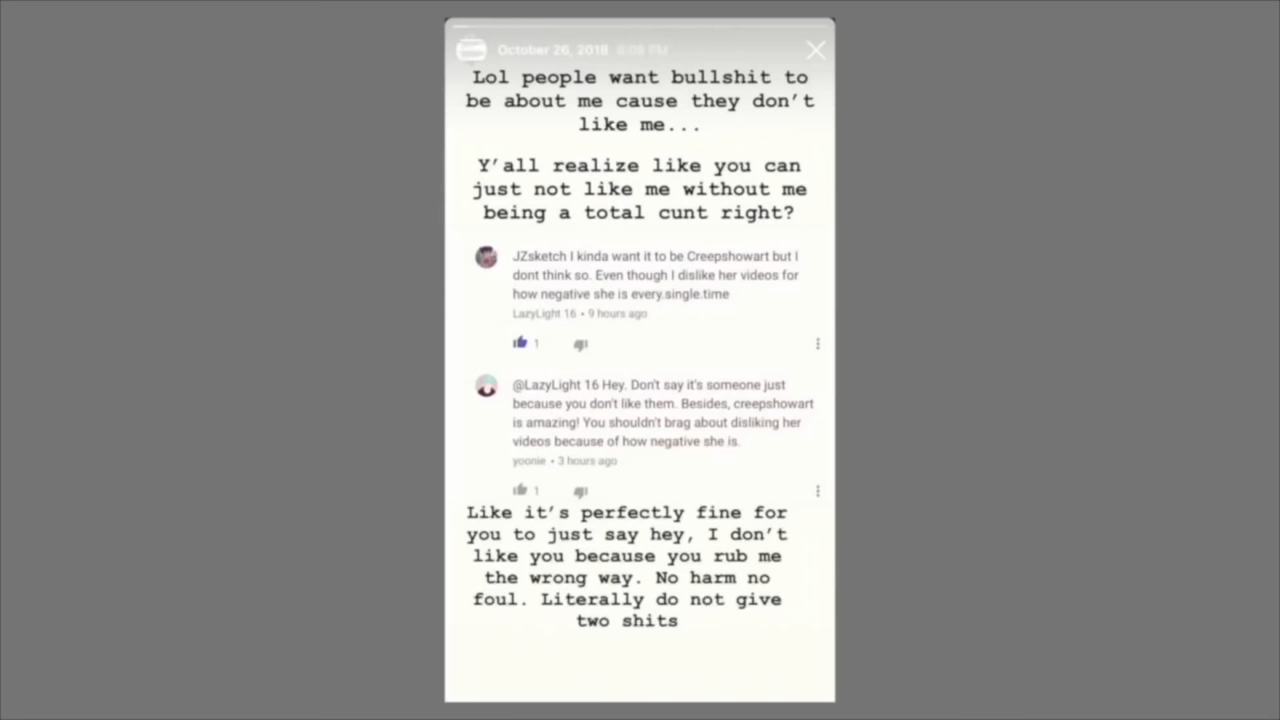 October 26, 2018 8:08 PM
Lol people want bullshit to
be about me cause they don't
like me...
Y'all realize like you can
just not like me without me
being a total cunt right?
JZsketch I kinda want it to be Creepshowart but I
dont think so. Even though I dislike her videos for
how negative she is every.single.time
LazyLight 16 • 9 hours ago
1
@LazyLight 16 Hey. Don't say it's someone just
because you don't like them. Besides, creepshowart
is amazing! You shouldn't brag about disliking her
videos because of how negative she is.
yoonie • 3 hours ago
1
Like it's perfectly fine for
you to just say hey, I don't
like you because you rub me
the wrong way. No harm no
foul. Literally do not give
two shits